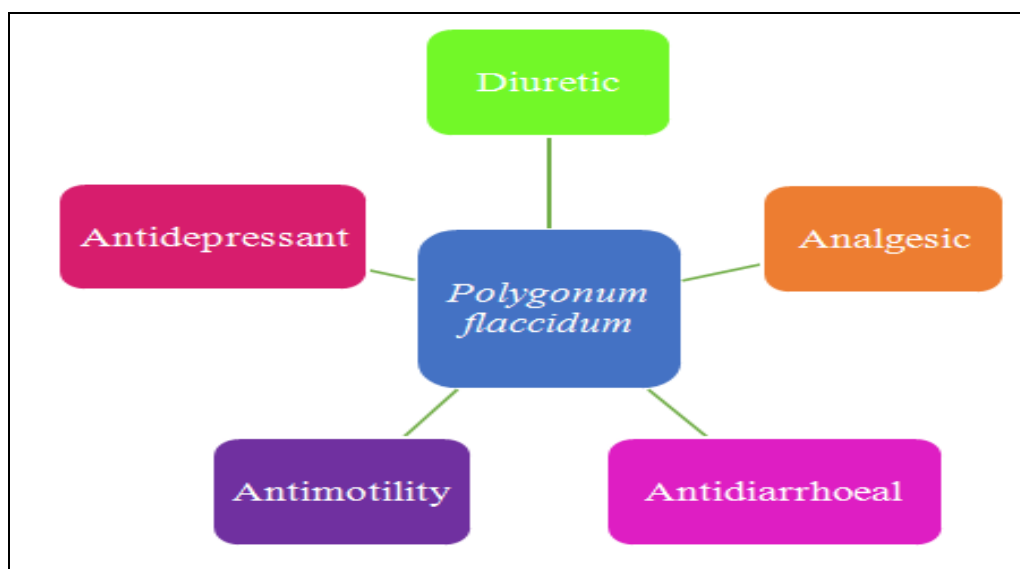 Diuretic
Antidepressant
Analgesic
Polygonum
flaccidum
Antimotility
Antidiarrhoeal